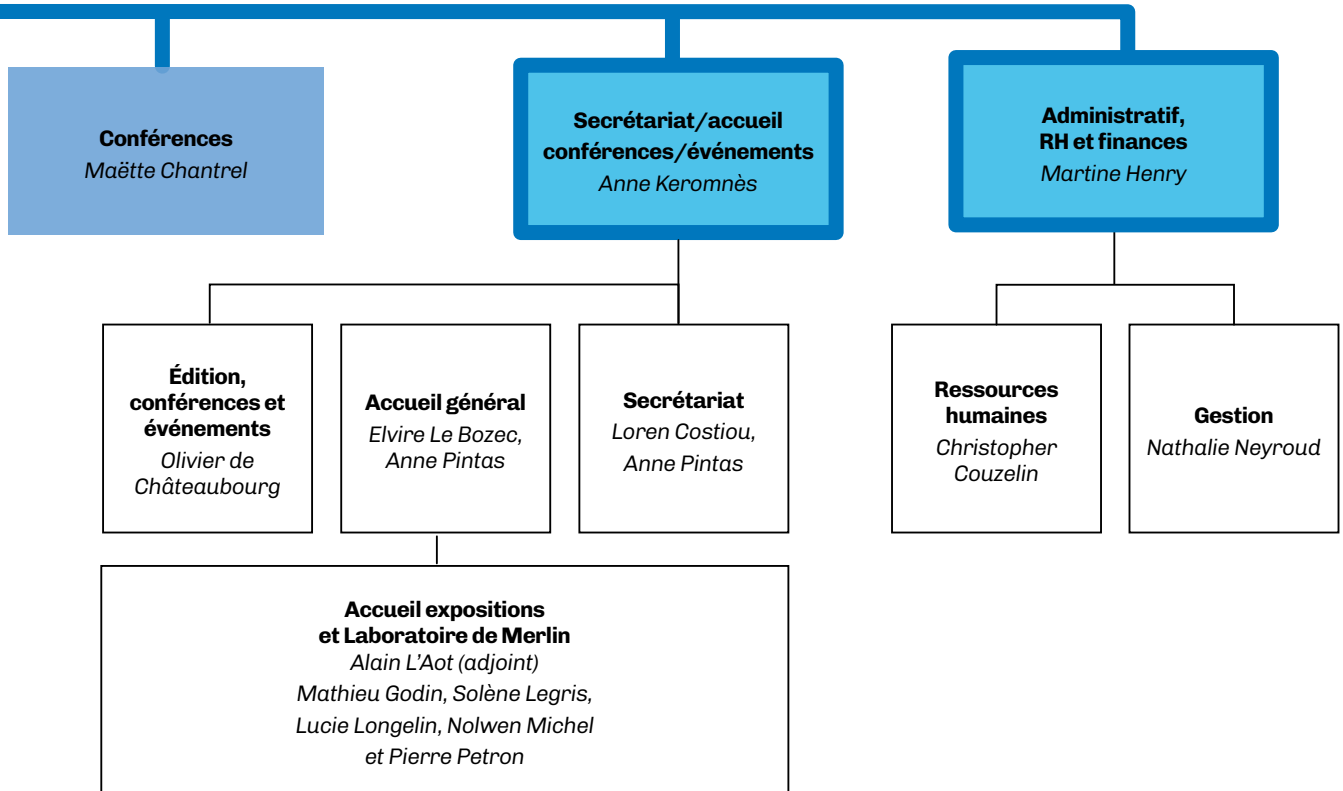 Conférences
Maëtte Chantrel
Secrétariat/accueil
conférences/événements
Anne Keromnès
Administratif,
RH et finances
Martine Henry
Édition,
conférences et
événements
Olivier de
Châteaubourg
Accueil général
Elvire Le Bozec,
Anne Pintas
Secrétariat
Loren Costiou,
Anne Pintas
Ressources
humaines
Christopher
Couzelin
Gestion
Nathalie Neyroud
Accueil expositions
et Laboratoire de Merlin
Alain L’Aot (adjoint)
Mathieu Godin, Solène Legris,
Lucie Longelin, Nolwen Michel
et Pierre Petron